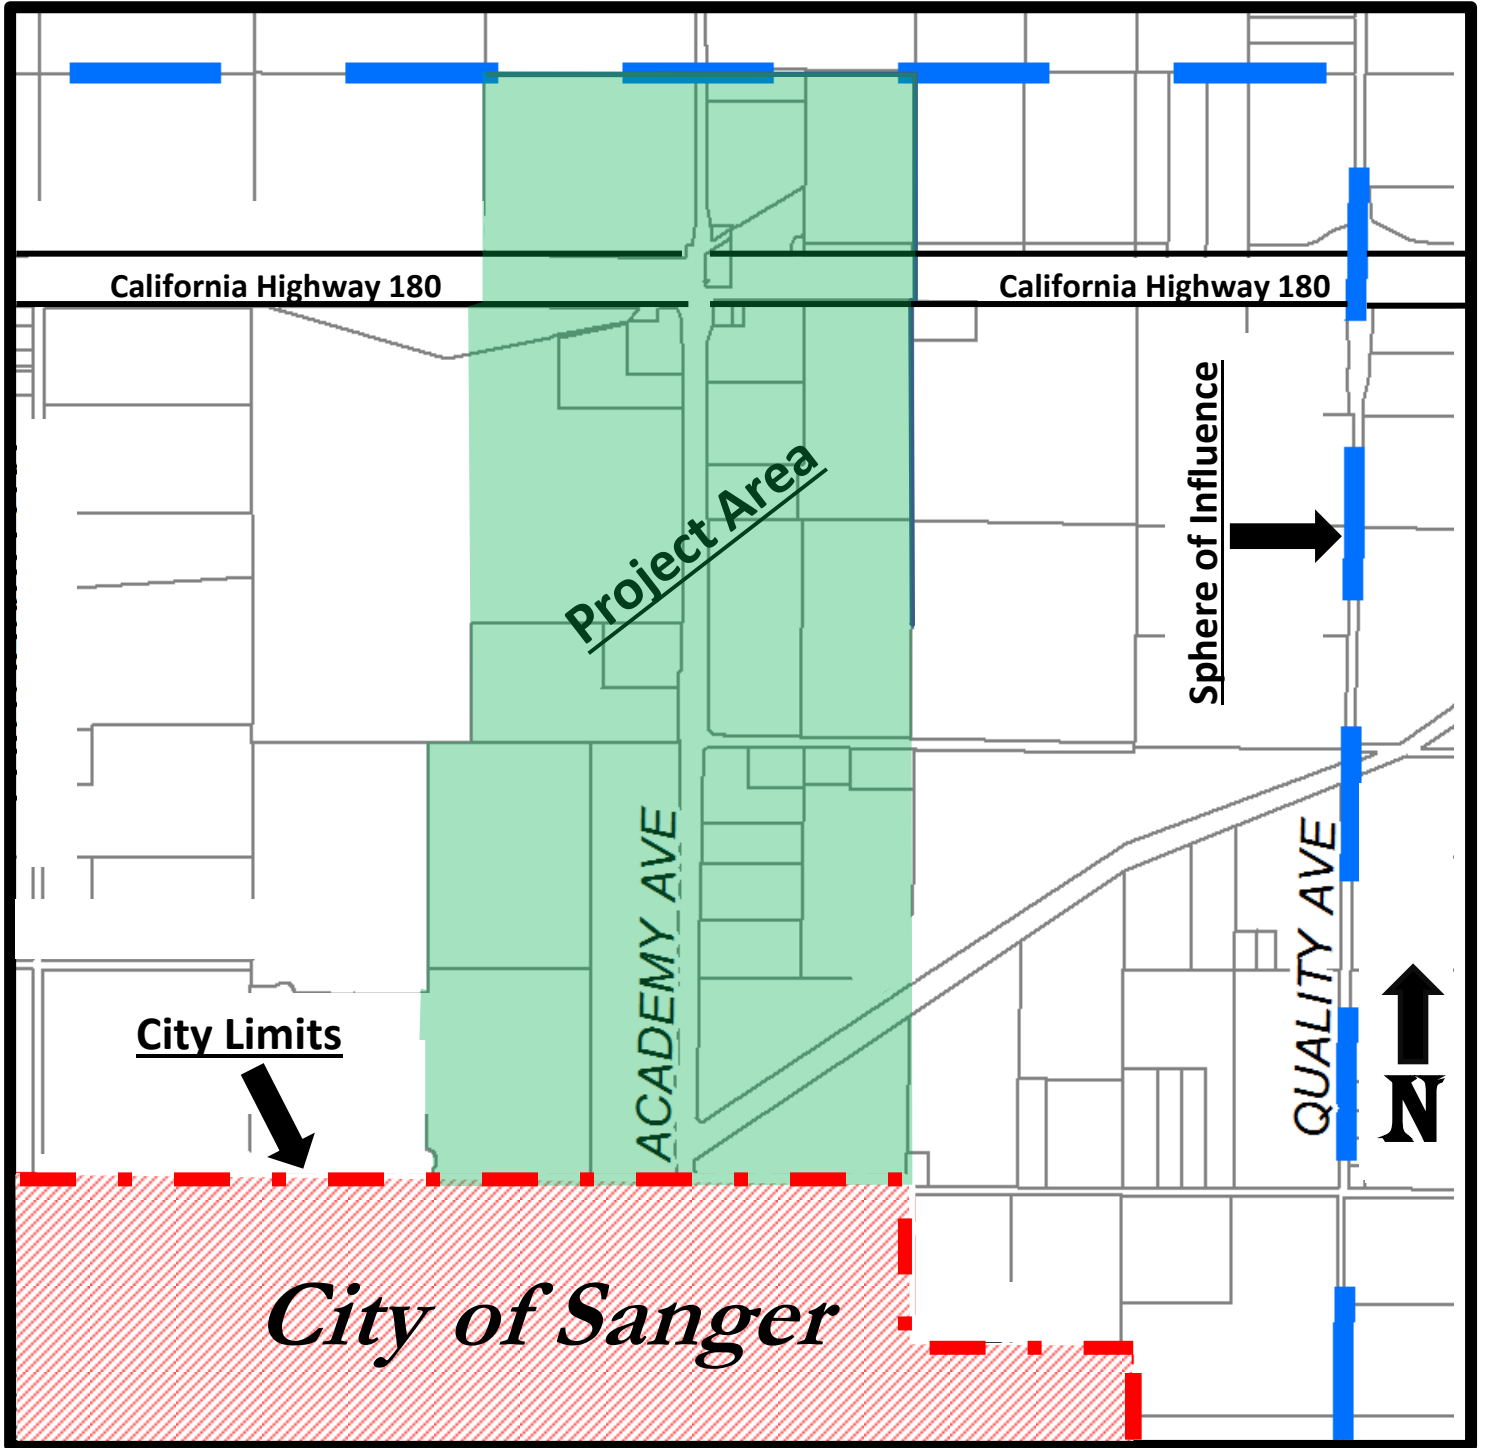 California Highway 180
California Highway 180
Sphere of Influence
Project Area
ACADEMY AVE
QUALITY AVE
City Limits
N
City of Sanger